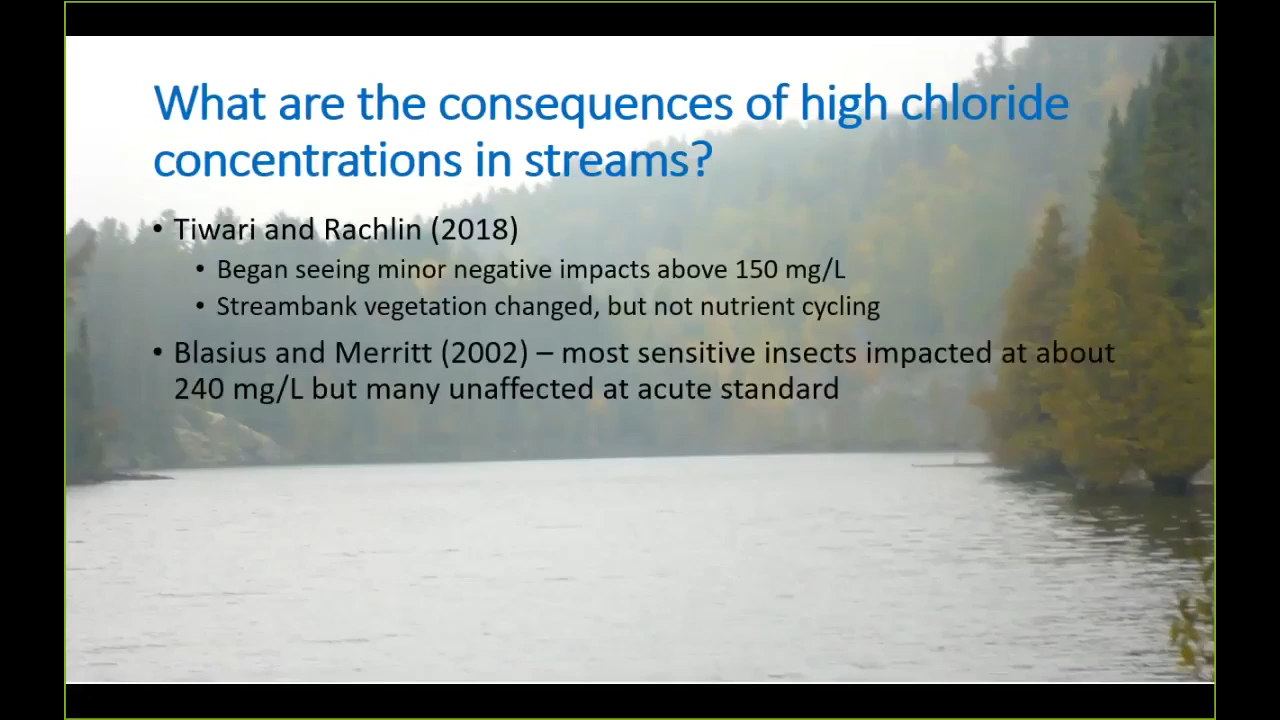 What are the consequences of high chloride
concentrations in streams?
• Tiwari and Rachlin (2018)
• Began seeing minor negative impacts above 150 mg/L
• Streambank vegetation changed, but not nutrient cycling
• Blasius and Merritt (2002) – most sensitive insects impacted at about
240 mg/L but many unaffected at acute standard